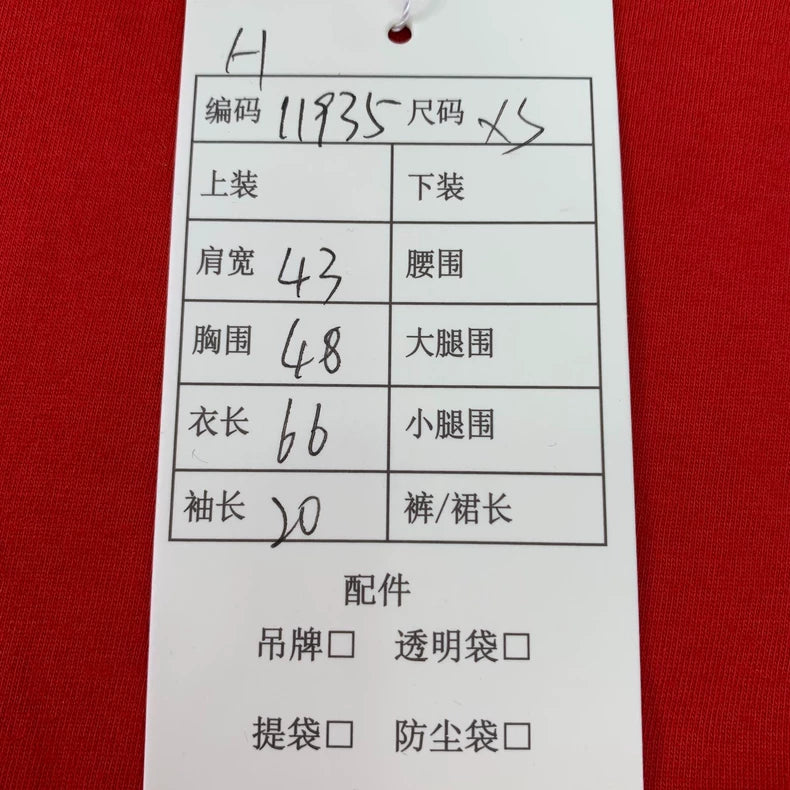 H
编码 11935 尺码 XS
上装 下装
肩宽 43 腰围
胸围 48 大腿围
衣长 66 小腿围
袖长 20 裤/裙长
配件
吊牌□ 透明袋□
提袋□ 防尘袋□